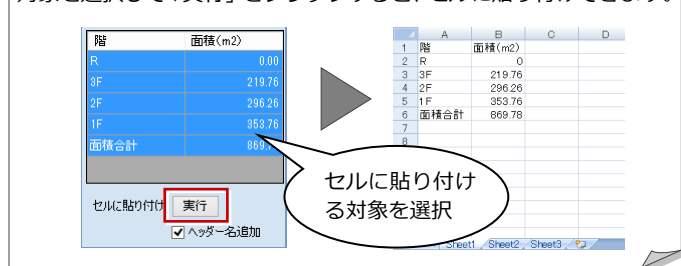 対象を選択して「実行」をクリックすると、セルに貼り付けできます。
階 面積(m2)
R 0.00
3F 219.76
2F 296.26
1F 353.76
面積合計
セルに貼り付け 実行
ヘッダー名追加
セルに貼り付け
る対象を選択
A B C D
1 階 面積(m2)
2 R 0
3 3F 219.76
4 2F 296.26
5 1F 353.76
6 面積合計 869.78
7
8
Sheet1 Sheet2 Sheet3